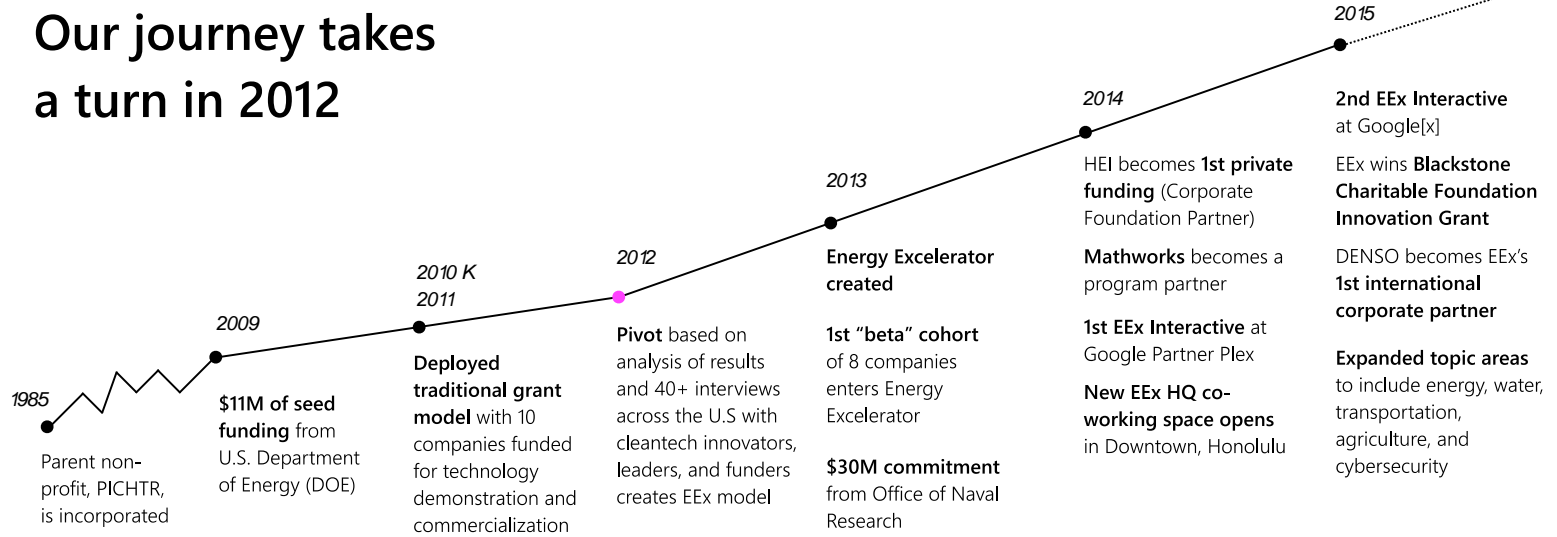 Our journey takes
a turn in 2012
1985
Parent non-
profit, PICHTR,
is incorporated
2009
$11M of seed
funding from
U.S. Department
of Energy (DOE)
2010 K
2011
Deployed
traditional grant
model with 10
companies funded
for technology
demonstration and
commercialization
2012
Pivot based on
analysis of results
and 40+ interviews
across the U.S with
cleantech innovators,
leaders, and funders
creates EEx model
2013
Energy Excelerator
created
1st “beta” cohort
of 8 companies
enters Energy
Excelerator
$30M commitment
from Office of Naval
Research
2014
HEI becomes 1st private
funding (Corporate
Foundation Partner)
Mathworks becomes a
program partner
1st EEx Interactive at
Google Partner Plex
New EEx HQ co-
working space opens
in Downtown, Honolulu
2015
2nd EEx Interactive
at Google[x]
EEx wins Blackstone
Charitable Foundation
Innovation Grant
DENSO becomes EEx’s
1st international
corporate partner
Expanded topic areas
to include energy, water,
transportation,
agriculture, and
cybersecurity